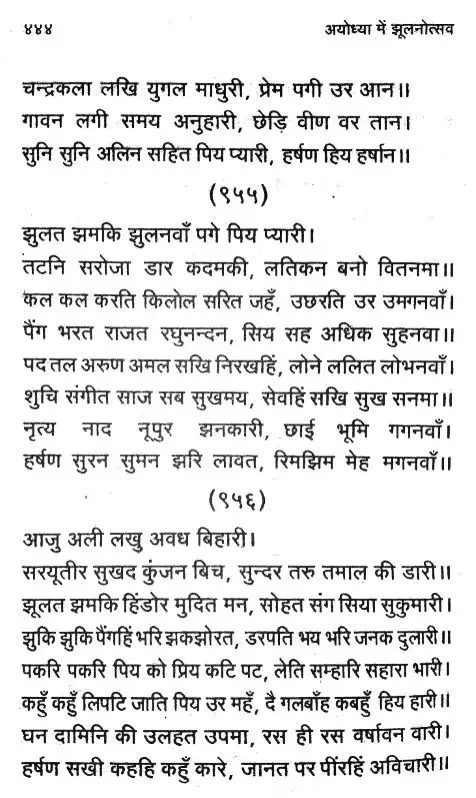 ४४४ अयोध्या में झूलनोत्सव
चन्द्रकला लखि युगल माधुरी, प्रेम पगी उर आन॥
गावन लगी समय अनुहारी, छेड़ि वीण वर तान।
सुनि सुनि अलिन सहित पिय प्यारी, हर्षण हिय हर्षान॥
(९५५)
झुलत झमकि झुलनवाँ पगे पिय प्यारी।
तटनि सरोजा डार कदमकी, लतिकन बनो वितनमा॥
कल कल करति किलोल सरित जहँ, उछरति उर उमगनवाँ।
पैंग भरत राजत रघुनन्दन, सिय सह अधिक सुहनवा॥
पद तल अरुण अमल सखि निरखहिं, लोने ललित लोभनवाँ।
शुचि संगीत साज सब सुखमय, सेवहिं सखि सुख सनमा॥
नृत्य नाद नूपुर झनकारी, छाई भूमि गगनवाँ।
हर्षण सुरन सुमन झरि लावत, रिमझिम मेह मगनवाँ॥
(९५६)
आजु अली लखु अवध बिहारी।
सरयूतीर सुखद कुंजन बिच, सुन्दर तरु तमाल की डारी॥
झूलत झमकि हिंडोर मुदित मन, सोहत संग सिया सुकुमारी।
झुकि झुकि पैंगहिं भरि झकझोरत, डरपति भय भरि जनक दुलारी॥
पकरि पकरि पिय को प्रिय कटि पट, लेति सम्हारि सहारा भारी।
कहुँ कहुँ लिपटि जाति पिय उर महँ, दै गलबाँह कबहुँ हिय हारी॥
घन दामिनि की उलहत उपमा, रस ही रस वर्षावन वारी।
हर्षण सखी कहहि कहुँ कारे, जानत पर पींरहिं अविचारी॥